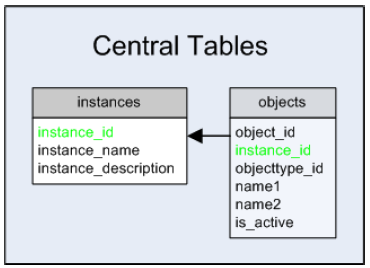 Central Tables
instances
instance_id
instance_name
instance_description
objects
object_id
instance_id
objecttype_id
name1
name2
is_active